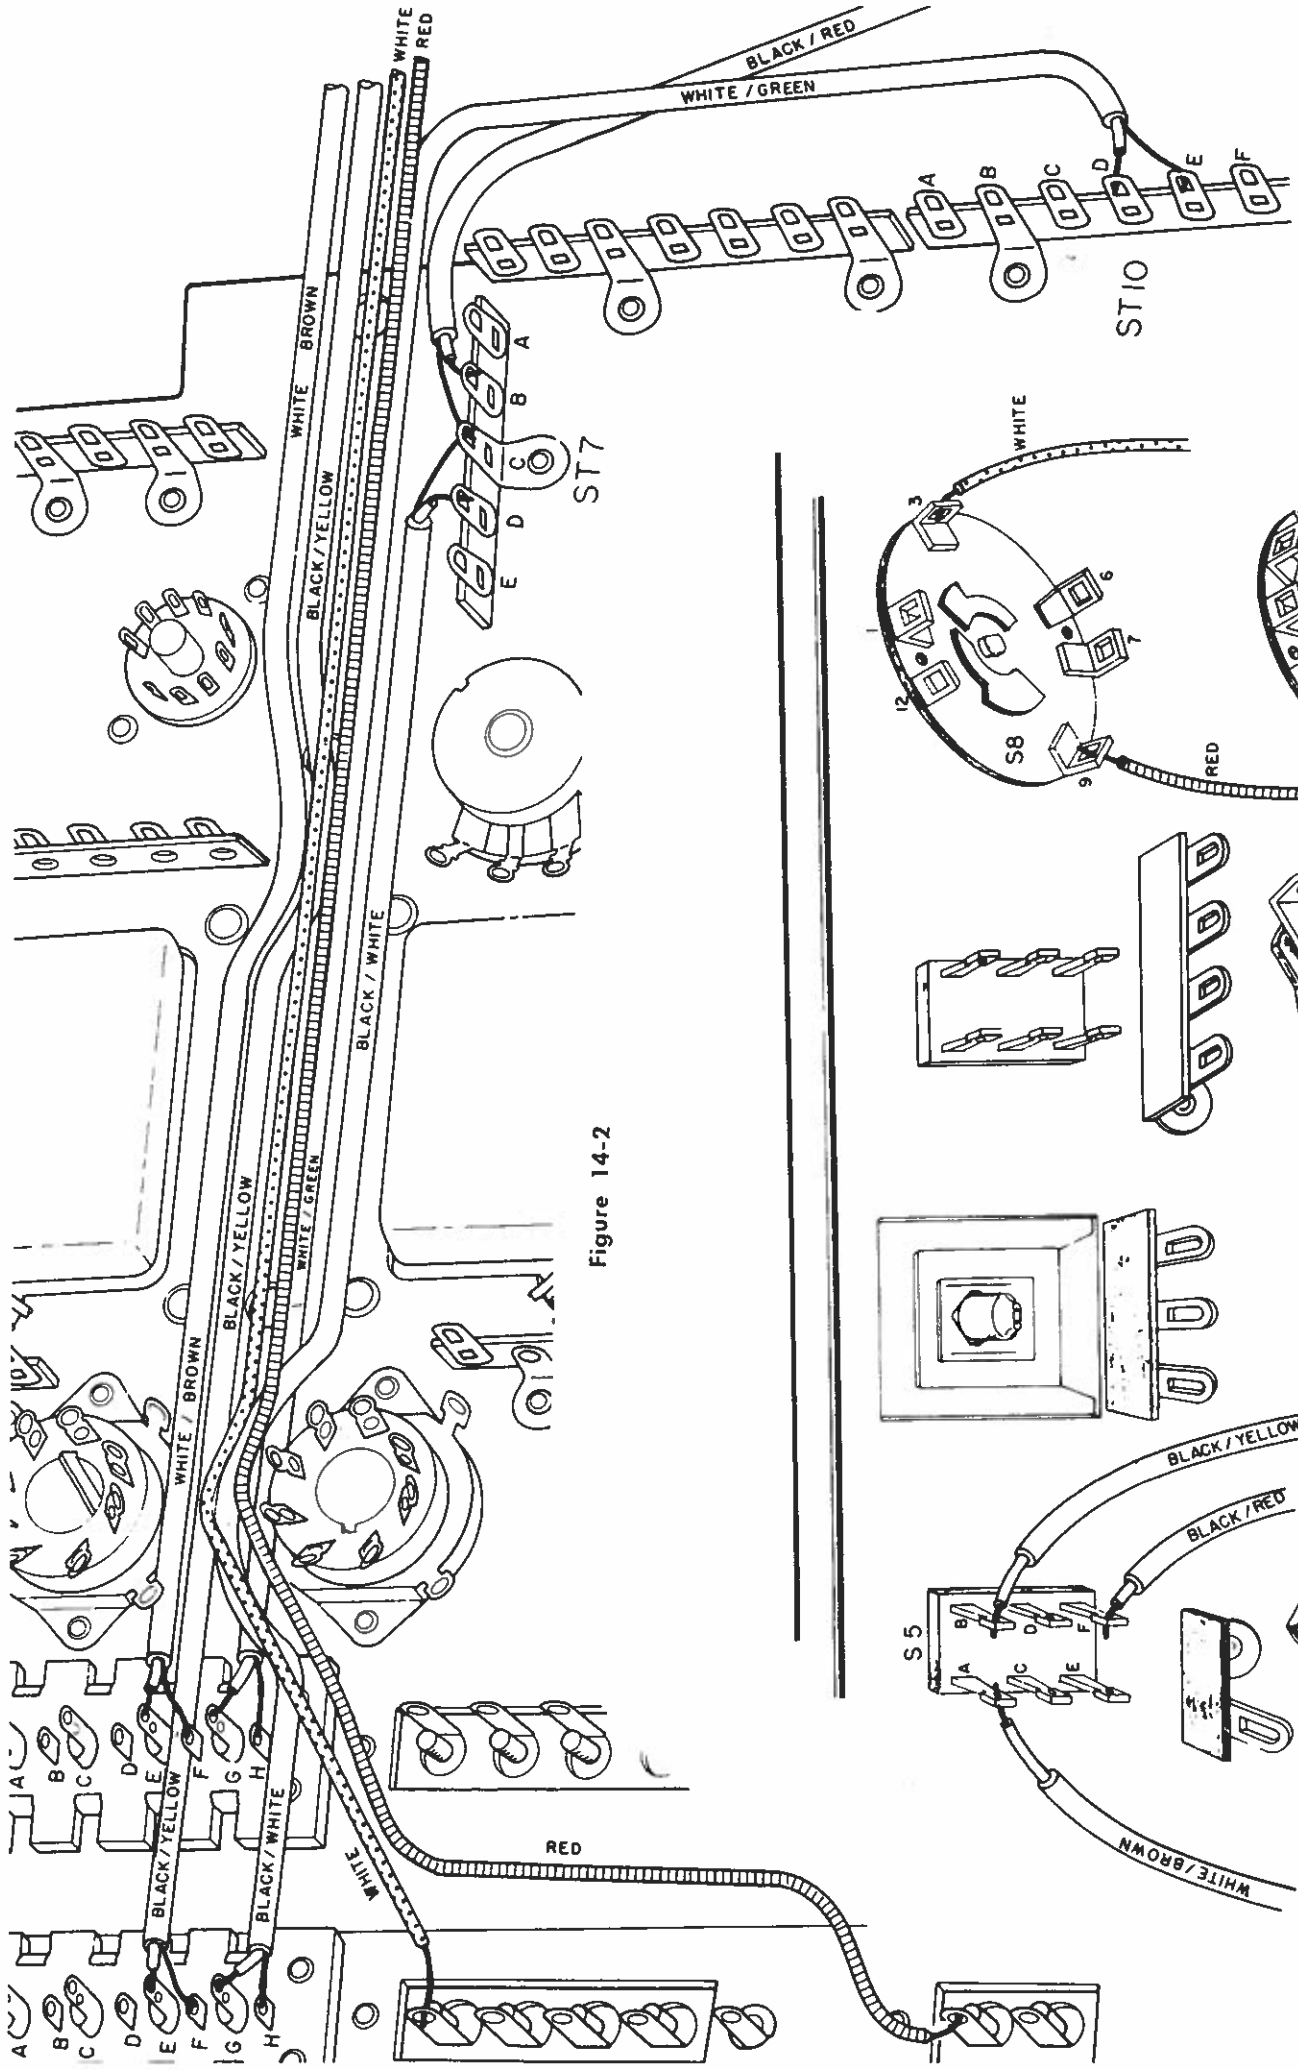 WHITE
RED
BLACK / RED
WHITE / GREEN
WHITE
BROWN
BLACK/YELLOW
A
B
C
D
E
ST7
A
B
C
D
E
F
ST10
BLACK / WHITE
BLACK/YELLOW
WHITE / GREEN
WHITE / BROWN
Figure 14-2
A
B
C
D
E
F
G
H
BLACK/YELLOW
BLACK/WHITE
A
B
C
D
E
F
G
H
WHITE
RED
WHITE
RED
S8
1
3
6
7
9
12
S5
A
B
C
D
E
F
BLACK/YELLOW
BLACK/RED
WHITE/BROWN